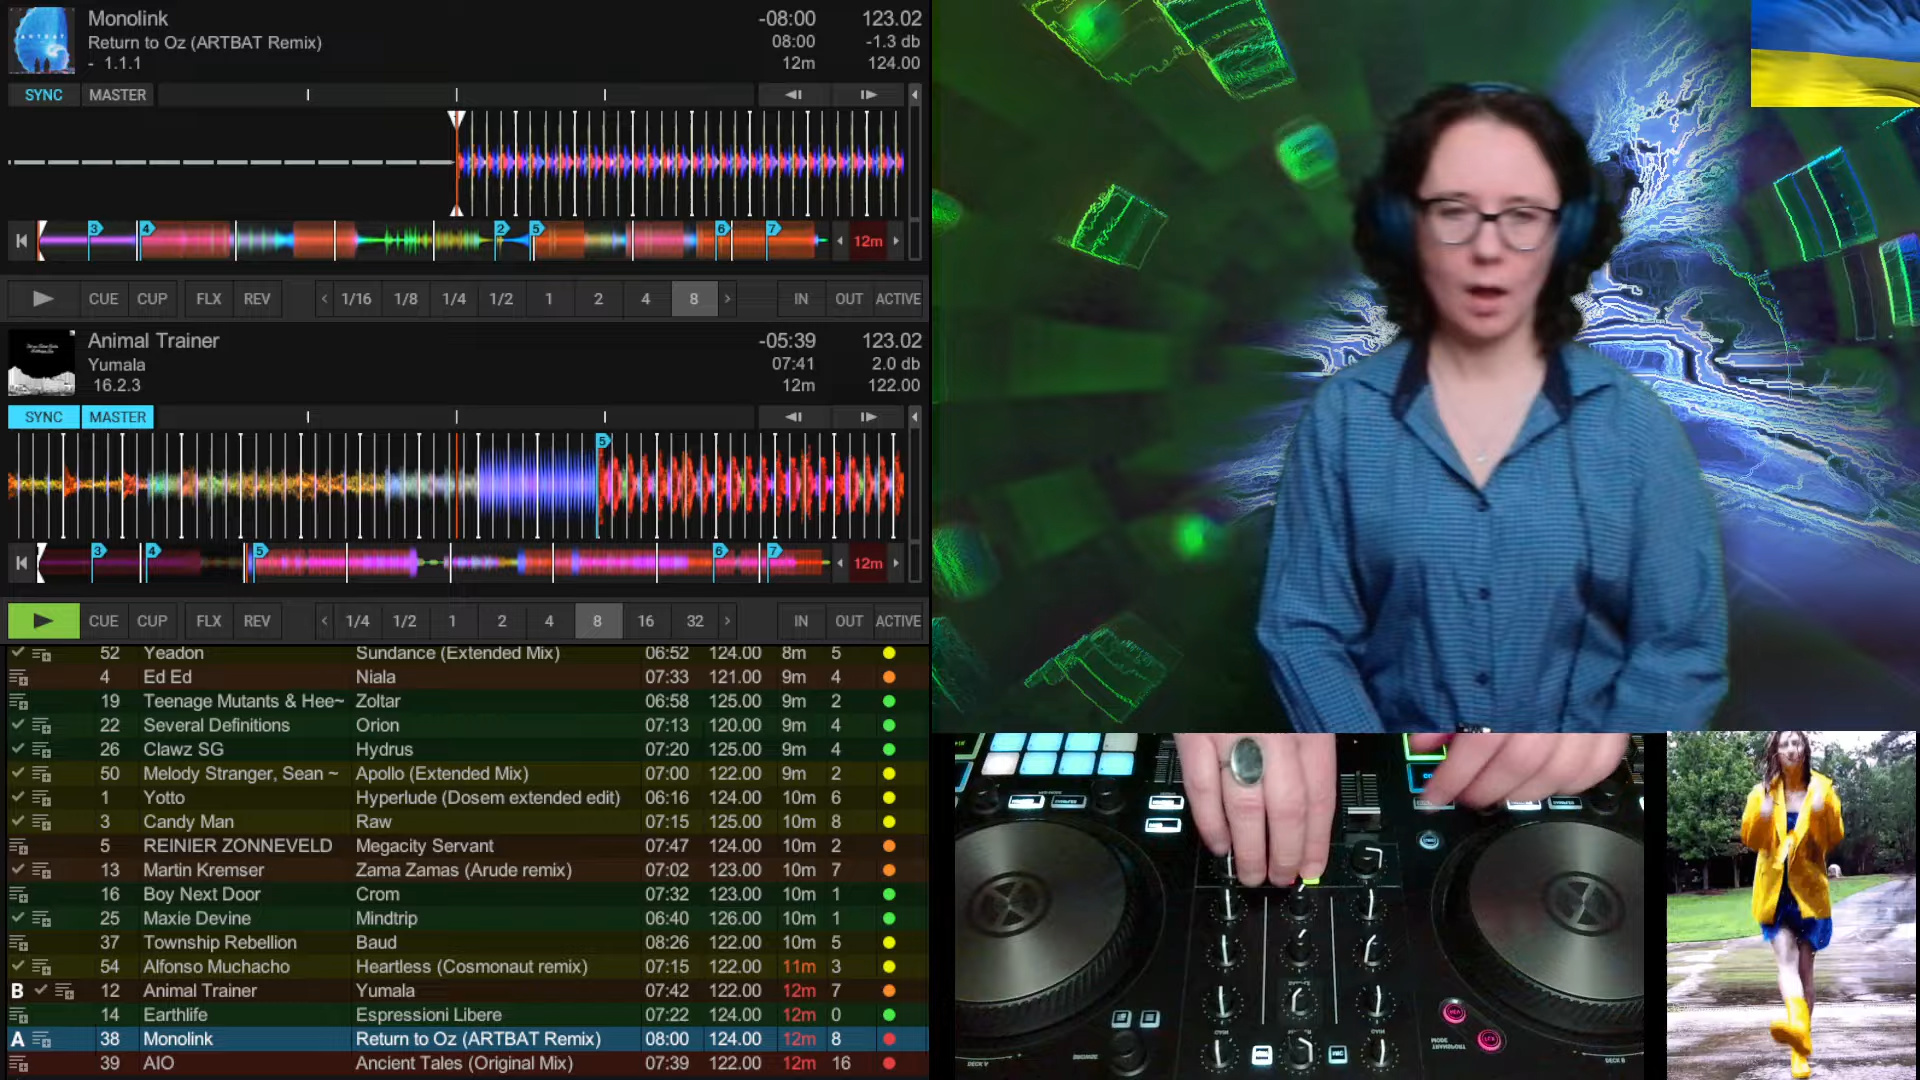 Monolink -08:00 123.02
Return to Oz (ARTBAT Remix) 08:00 -1.3 db
- 1.1.1 12m 124.00
ARTBAT
SYNC MASTER
3 4 2 5 6 7 12m
CUE CUP FLX REV 1/16 1/8 1/4 1/2 1 2 4 8 IN OUT ACTIVE
Animal Trainer -05:39 123.02
Yumala 07:41 2.0 db
16.2.3 12m 122.00
SYNC MASTER
5
3 4 5 6 7 12m
CUE CUP FLX REV 1/4 1/2 1 2 4 8 16 32 IN OUT ACTIVE
52 Yeadon Sundance (Extended Mix) 06:52 124.00 8m 5
4 Ed Ed Niala 07:33 121.00 9m 4
19 Teenage Mutants & Hee~ Zoltar 06:58 125.00 9m 2
22 Several Definitions Orion 07:13 120.00 9m 4
26 Clawz SG Hydrus 07:20 125.00 9m 4
50 Melody Stranger, Sean ~ Apollo (Extended Mix) 07:00 122.00 9m 2
1 Yotto Hyperlude (Dosem extended edit) 06:16 124.00 10m 6
3 Candy Man Raw 07:15 125.00 10m 8
5 REINIER ZONNEVELD Megacity Servant 07:47 124.00 10m 2
13 Martin Kremser Zama Zamas (Arude remix) 07:02 123.00 10m 7
16 Boy Next Door Crom 07:32 123.00 10m 1
25 Maxie Devine Mindtrip 06:40 126.00 10m 1
37 Township Rebellion Baud 08:26 122.00 10m 5
54 Alfonso Muchacho Heartless (Cosmonaut remix) 07:15 122.00 11m 3
B 12 Animal Trainer Yumala 07:42 122.00 12m 7
14 Earthlife Espressioni Libere 07:22 124.00 12m 0
A 38 Monolink Return to Oz (ARTBAT Remix) 08:00 124.00 12m 8
39 AIO Ancient Tales (Original Mix) 07:39 122.00 12m 16